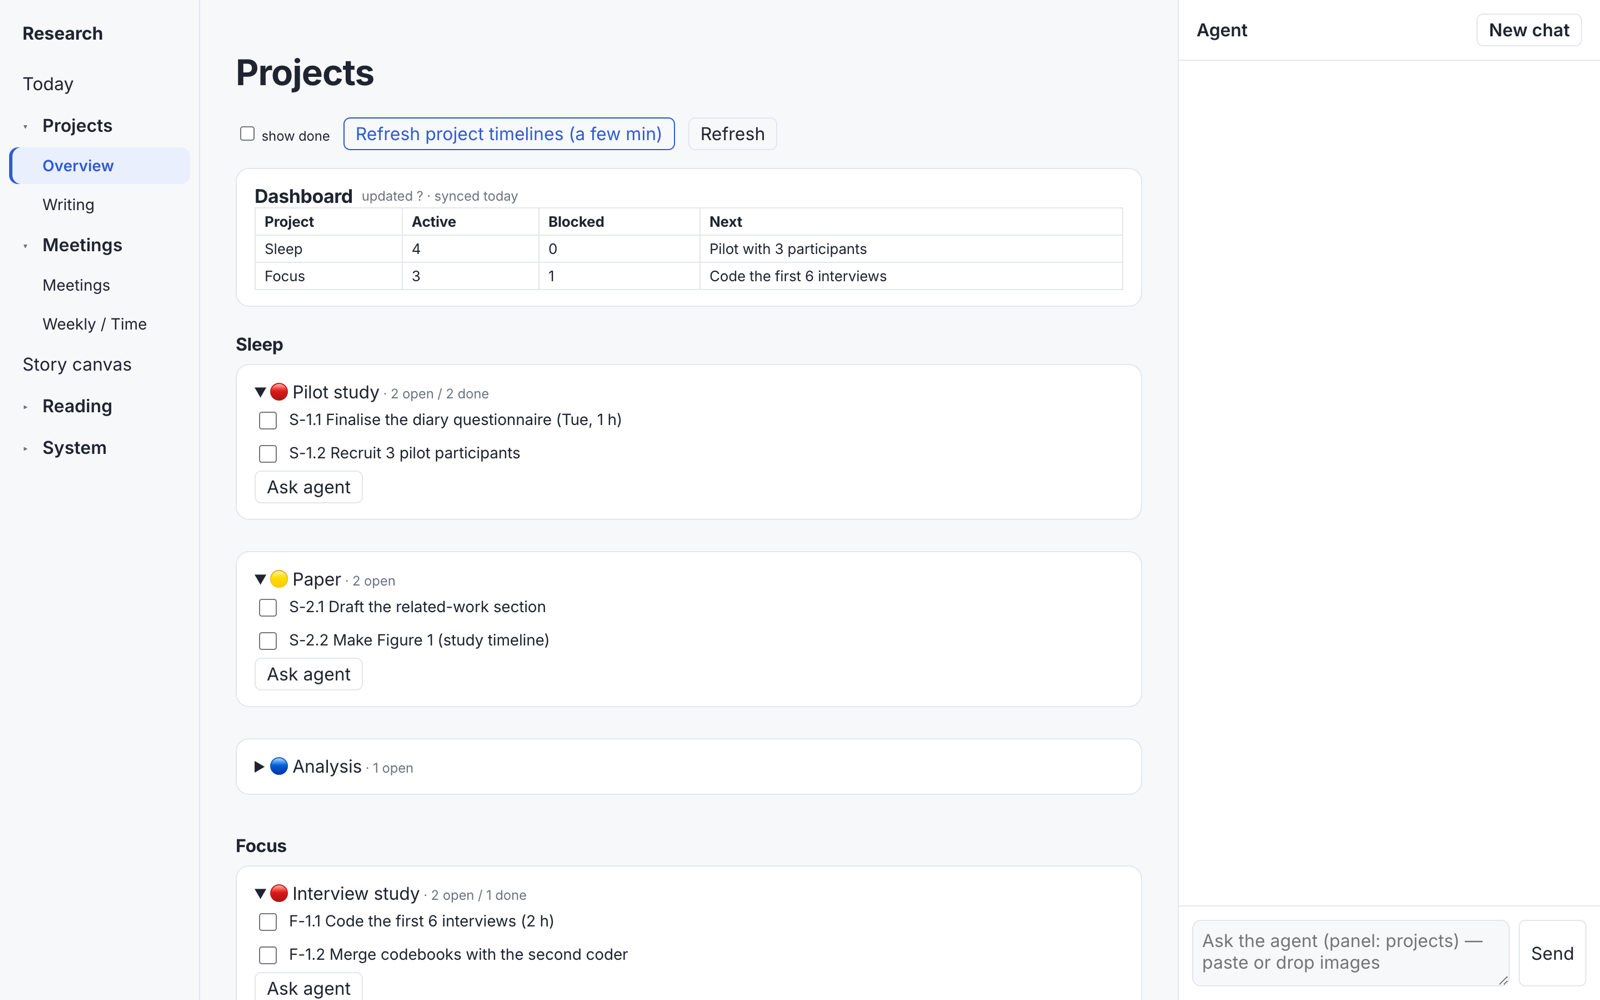 Research
Today
Projects
Overview
Writing
Meetings
Meetings
Weekly / Time
Story canvas
Reading
System
Projects
show done
Refresh project timelines (a few min)
Refresh
Dashboard updated ? · synced today
Project Active Blocked Next
Sleep 4 0 Pilot with 3 participants
Focus 3 1 Code the first 6 interviews
Sleep
Pilot study · 2 open / 2 done
S-1.1 Finalise the diary questionnaire (Tue, 1 h)
S-1.2 Recruit 3 pilot participants
Ask agent
Paper · 2 open
S-2.1 Draft the related-work section
S-2.2 Make Figure 1 (study timeline)
Ask agent
Analysis · 1 open
Focus
Interview study · 2 open / 1 done
F-1.1 Code the first 6 interviews (2 h)
F-1.2 Merge codebooks with the second coder
Ask agent
Agent
New chat
Ask the agent (panel: projects) —
paste or drop images
Send